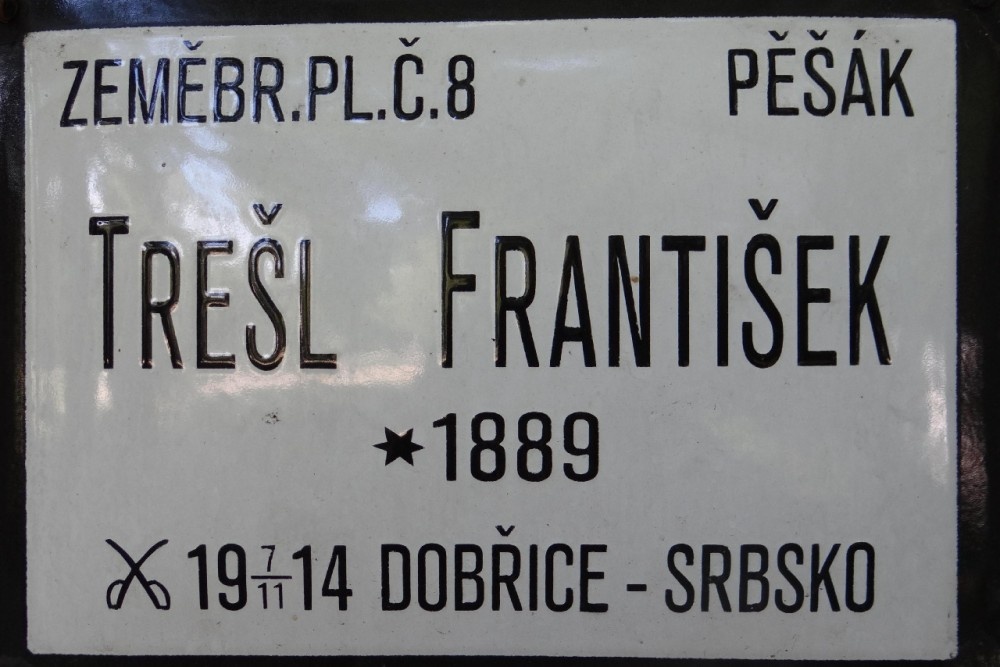 ZEMĚBR.PL.Č.8 PĚŠÁK
TREŠL FRANTIŠEK
*1889
19 7/11 14 DOBŘICE - SRBSKO